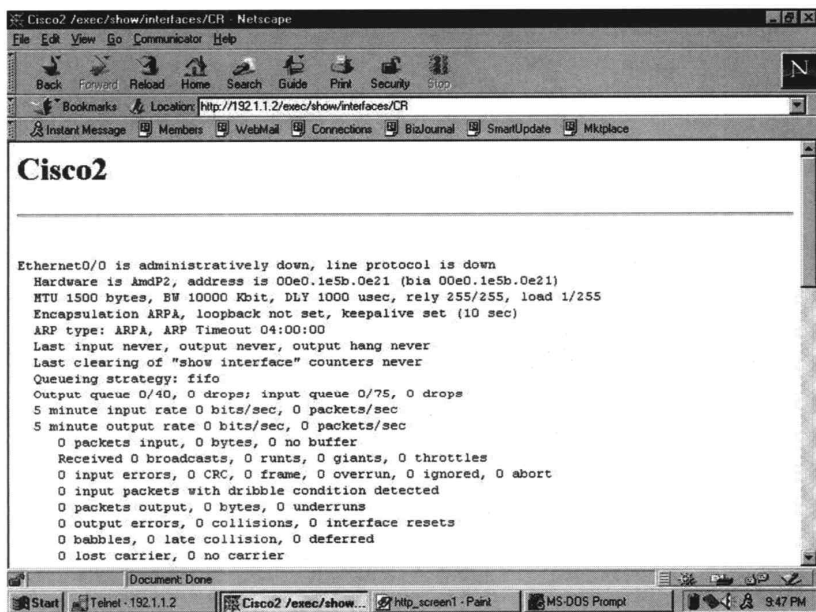 Cisco2 /exec/show/interfaces/CR - Netscape
File Edit View Go Communicator Help
Back Forward Reload Home Search Guide Print Security Stop
N
Bookmarks Location: http://192.1.1.2/exec/show/interfaces/CR
Instant Message Members WebMail Connections BizJournal SmartUpdate Mktplace
Cisco2
Ethernet0/0 is administratively down, line protocol is down
Hardware is AmdP2, address is 00e0.1e5b.0e21 (bia 00e0.1e5b.0e21)
MTU 1500 bytes, BW 10000 Kbit, DLY 1000 usec, rely 255/255, load 1/255
Encapsulation ARPA, loopback not set, keepalive set (10 sec)
ARP type: ARPA, ARP Timeout 04:00:00
Last input never, output never, output hang never
Last clearing of "show interface" counters never
Queueing strategy: fifo
Output queue 0/40, 0 drops; input queue 0/75, 0 drops
5 minute input rate 0 bits/sec, 0 packets/sec
5 minute output rate 0 bits/sec, 0 packets/sec
0 packets input, 0 bytes, 0 no buffer
Received 0 broadcasts, 0 runts, 0 giants, 0 throttles
0 input errors, 0 CRC, 0 frame, 0 overrun, 0 ignored, 0 abort
0 input packets with dribble condition detected
0 packets output, 0 bytes, 0 underruns
0 output errors, 0 collisions, 0 interface resets
0 babbles, 0 late collision, 0 deferred
0 lost carrier, 0 no carrier
Document: Done
Start Telnet - 192.1.1.2 Cisco2 /exec/show... http_screen1 - Paint MS-DOS Prompt 9:47 PM